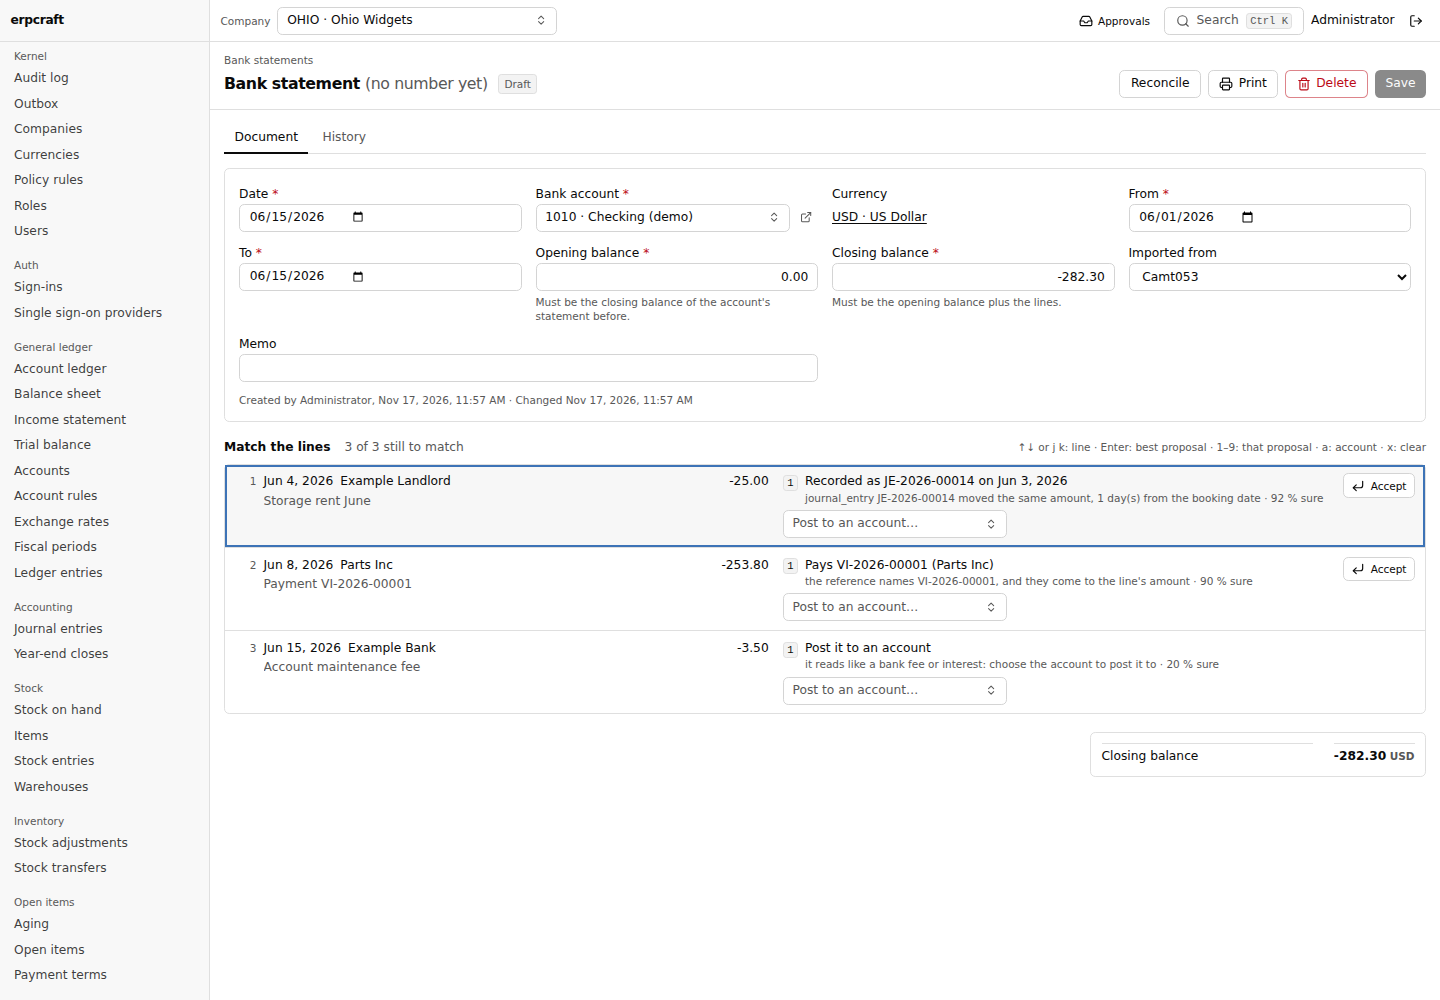 erpcraft
Company OHIO · Ohio Widgets
Approvals
Search Ctrl K
Administrator
Kernel
Audit log
Outbox
Companies
Currencies
Policy rules
Roles
Users
Auth
Sign-ins
Single sign-on providers
General ledger
Account ledger
Balance sheet
Income statement
Trial balance
Accounts
Account rules
Exchange rates
Fiscal periods
Ledger entries
Accounting
Journal entries
Year-end closes
Stock
Stock on hand
Items
Stock entries
Warehouses
Inventory
Stock adjustments
Stock transfers
Open items
Aging
Open items
Payment terms
Bank statements
Bank statement (no number yet) Draft
Reconcile Print Delete Save
Document History
Date * Bank account * Currency From *
06/15/2026 1010 · Checking (demo) USD · US Dollar 06/01/2026
To * Opening balance * Closing balance * Imported from
06/15/2026 0.00 -282.30 Camt053
Must be the closing balance of the account's
statement before.
Must be the opening balance plus the lines.
Memo
Created by Administrator, Nov 17, 2026, 11:57 AM · Changed Nov 17, 2026, 11:57 AM
Match the lines 3 of 3 still to match
↑↓ or j k: line · Enter: best proposal · 1–9: that proposal · a: account · x: clear
1 Jun 4, 2026 Example Landlord -25.00 1 Recorded as JE-2026-00014 on Jun 3, 2026 Accept
Storage rent June journal_entry JE-2026-00014 moved the same amount, 1 day(s) from the booking date · 92 % sure
Post to an account…
2 Jun 8, 2026 Parts Inc -253.80 1 Pays VI-2026-00001 (Parts Inc) Accept
Payment VI-2026-00001 the reference names VI-2026-00001, and they come to the line's amount · 90 % sure
Post to an account…
3 Jun 15, 2026 Example Bank -3.50 1 Post it to an account
Account maintenance fee it reads like a bank fee or interest: choose the account to post it to · 20 % sure
Post to an account…
Closing balance -282.30 USD